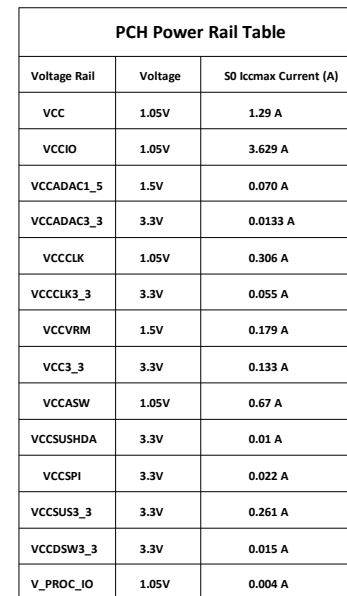 PCH Power Rail Table
Voltage Rail Voltage S0 Iccmax Current (A)
VCC 1.05V 1.29 A
VCCIO 1.05V 3.629 A
VCCADAC1_5 1.5V 0.070 A
VCCADAC3_3 3.3V 0.0133 A
VCCCLK 1.05V 0.306 A
VCCCLK3_3 3.3V 0.055 A
VCCVRM 1.5V 0.179 A
VCC3_3 3.3V 0.133 A
VCCASW 1.05V 0.67 A
VCCSUSHDA 3.3V 0.01 A
VCCSPI 3.3V 0.022 A
VCCSUS3_3 3.3V 0.261 A
VCCDSW3_3 3.3V 0.015 A
V_PROC_IO 1.05V 0.004 A